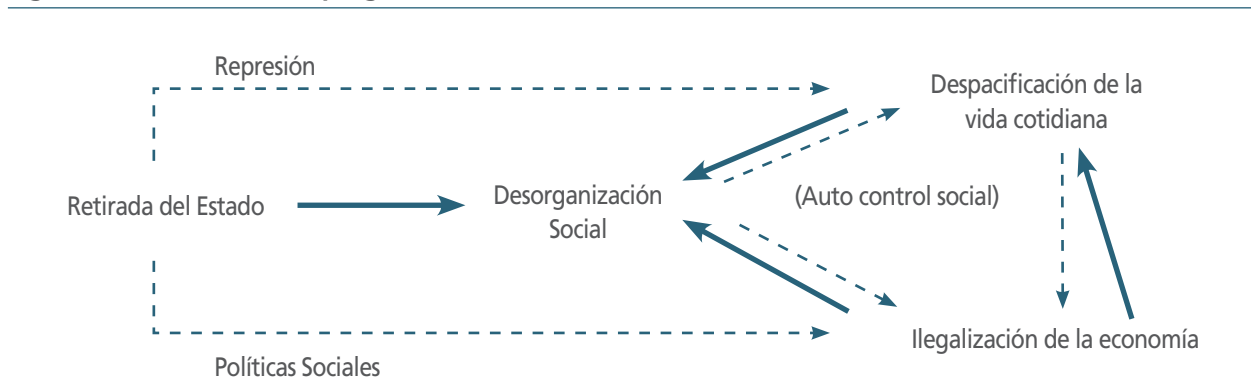 Represión
Despacificación de la
vida cotidiana
Retirada del Estado
Desorganización
Social
(Auto control social)
Ilegalización de la economía
Políticas Sociales